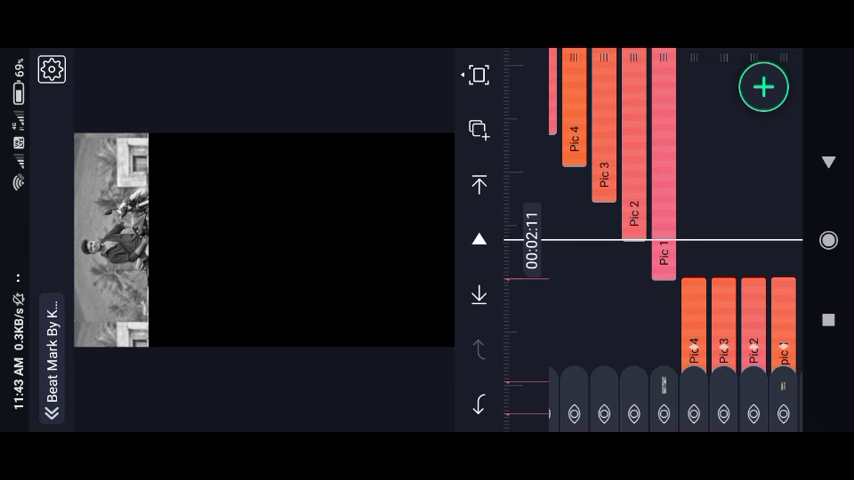 11:43 AM 0.3KB/s
4G 69%
Beat Mark By K...
00:02:11
Pic 4
Pic 3
Pic 2
Pic 1
Pic 4
Pic 3
Pic 2
pic 1